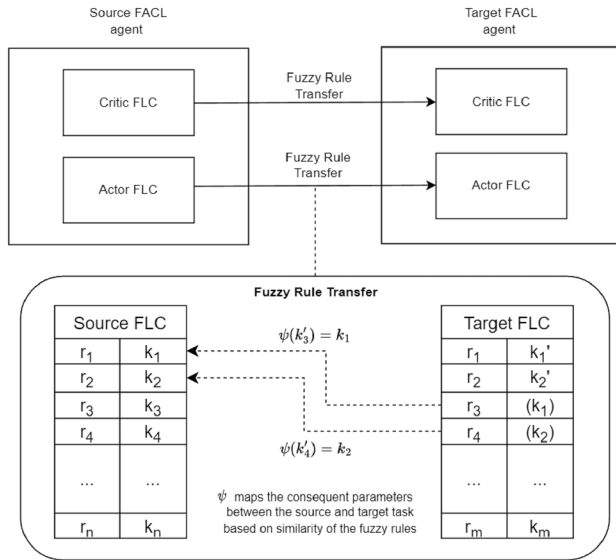 Source FACL
agent
Target FACL
agent
Critic FLC
Fuzzy Rule
Transfer
Critic FLC
Actor FLC
Fuzzy Rule
Transfer
Actor FLC
Fuzzy Rule Transfer
Source FLC
r₁ k₁
r₂ k₂
r₃ k₃
r₄ k₄
... ...
rₙ kₙ
ψ(k′₃) = k₁
ψ(k′₄) = k₂
ψ maps the consequent parameters
between the source and target task
based on similarity of the fuzzy rules
Target FLC
r₁ k₁'
r₂ k₂'
r₃ (k₁)
r₄ (k₂)
... ...
rₘ kₘ